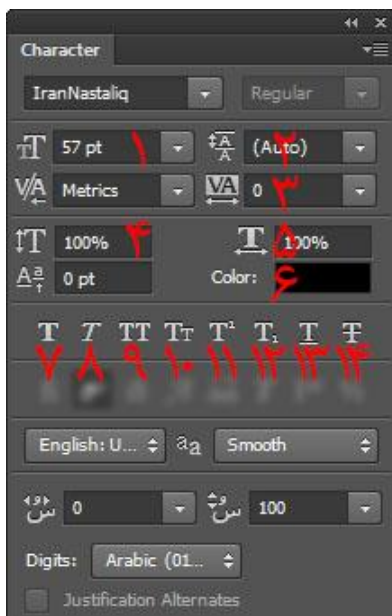 Character
IranNastaliq Regular
57 pt ۱ (Auto) ۲
Metrics 0 ۳
100% ۴ 100% ۵
0 pt Color: ۶
T T TT Tт T¹ T₁ T T
۷ ۸ ۹ ۱۰ ۱۱ ۱۲ ۱۳ ۱۴
English: U... aa Smooth
س 0 س 100
Digits: Arabic (01...
Justification Alternates